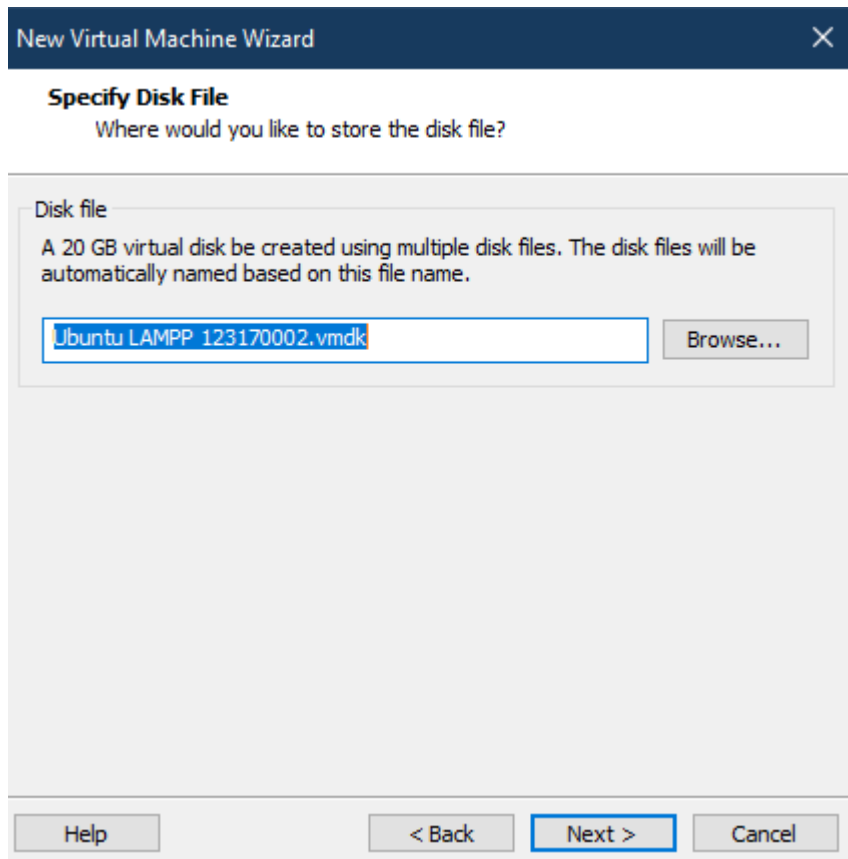 New Virtual Machine Wizard
Specify Disk File
Where would you like to store the disk file?
Disk file
A 20 GB virtual disk be created using multiple disk files. The disk files will be
automatically named based on this file name.
Ubuntu LAMPP 123170002.vmdk
Browse...
Help
< Back
Next >
Cancel